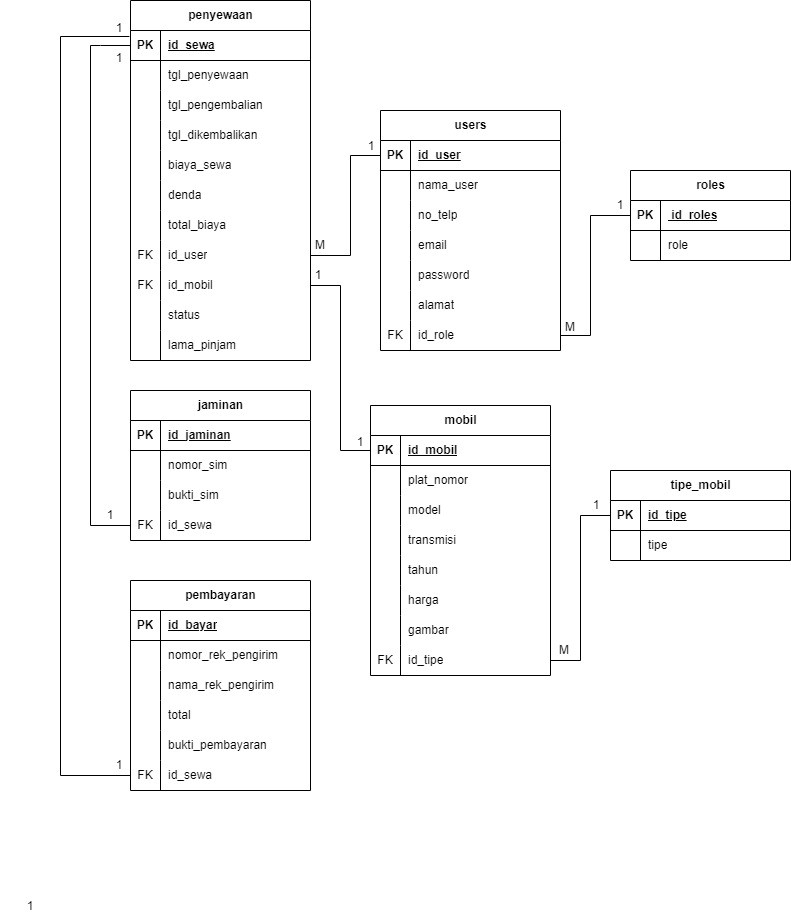 penyewaan
1
PK id_sewa
1
tgl_penyewaan
tgl_pengembalian
tgl_dikembalikan
biaya_sewa
denda
total_biaya
M
FK id_user
1
FK id_mobil
status
lama_pinjam
users
1
PK id_user
nama_user
no_telp
email
password
alamat
M
FK id_role
roles
1
PK id_roles
role
jaminan
PK id_jaminan
nomor_sim
bukti_sim
1
FK id_sewa
mobil
1
PK id_mobil
plat_nomor
model
transmisi
tahun
harga
gambar
M
FK id_tipe
tipe_mobil
1
PK id_tipe
tipe
pembayaran
PK id_bayar
nomor_rek_pengirim
nama_rek_pengirim
total
bukti_pembayaran
1
FK id_sewa
1